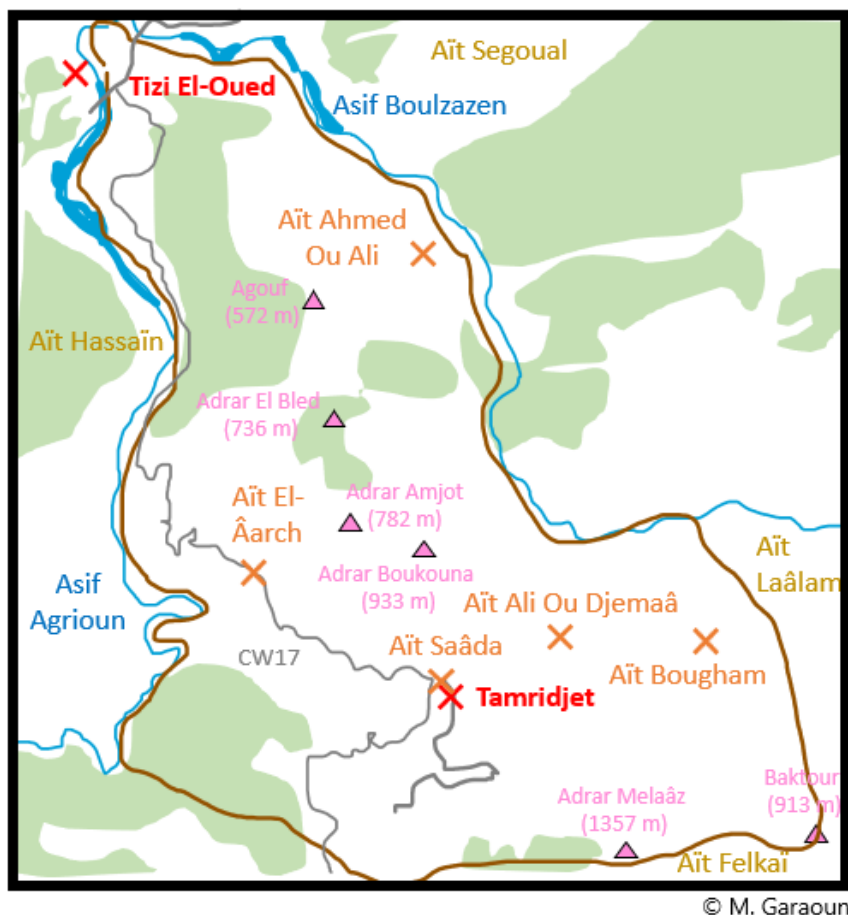 Aït Segoual
Tizi El-Oued
Asif Boulzazen
Aït Ahmed
Ou Ali
Agouf
(572 m)
Aït Hassaïn
Adrar El Bled
(736 m)
Aït El-
Âarch
Adrar Amjot
(782 m)
Adrar Boukouna
(933 m)
Aït
Laâlam
Asif
Agrioun
Aït Ali Ou Djemaâ
CW17
Aït Saâda
Aït Bougham
Tamridjet
Adrar Melaâz
(1357 m)
Baktour
(913 m)
Aït Felkaï
© M. Garaoun